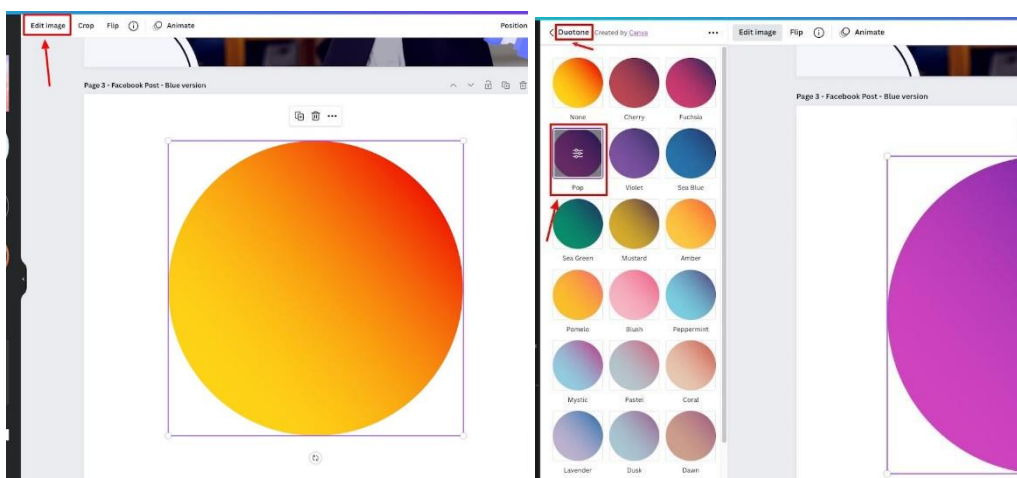 Edit image Crop Flip Animate Position
Page 3 - Facebook Post - Blue version
Duotone Created by Canva ... Edit image Flip Animate
Page 3 - Facebook Post - Blue version
None Cherry Fuchsia
Pop Violet Sea Blue
Sea Green Mustard Amber
Pomelo Blush Peppermint
Mystic Pastel Coral
Lavender Dusk Dawn